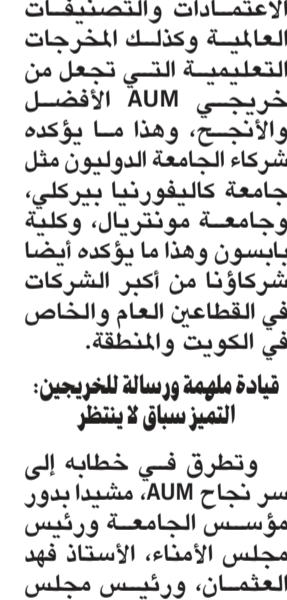 الاعتمادات والتصنيفات
العالمية وكذلك المخرجات
التعليمية التي تجعل من
خريجي AUM الأفضل
والأنجح، وهذا ما يؤكده
شركاء الجامعة الدوليون مثل
جامعة كاليفورنيا بيركلي،
وجامعة مونتريال، وكلية
بابسون وهذا ما يؤكده أيضا
شركاؤنا من أكبر الشركات
في القطاعين العام والخاص
في الكويت والمنطقة.
قيادة ملهمة ورسالة للخريجين:
التميز سباق لا ينتظر
وتطرق في خطابه إلى
سر نجاح AUM، مشيدا بدور
مؤسس الجامعة ورئيس
مجلس الأمناء، الأستاذ فهد
العثمان، ورئيس مجلس